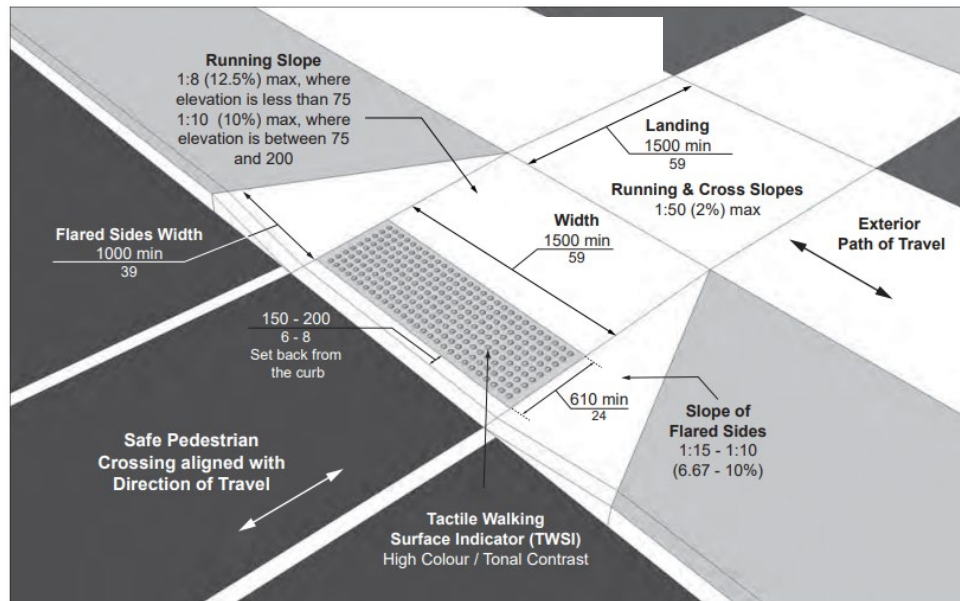 Running Slope
1:8 (12.5%) max, where
elevation is less than 75
1:10 (10%) max, where
elevation is between 75
and 200
Landing
1500 min
59
Running & Cross Slopes
1:50 (2%) max
Width
1500 min
59
Exterior
Path of Travel
Flared Sides Width
1000 min
39
150 - 200
6 - 8
Set back from
the curb
610 min
24
Slope of
Flared Sides
1:15 - 1:10
(6.67 - 10%)
Safe Pedestrian
Crossing aligned with
Direction of Travel
Tactile Walking
Surface Indicator (TWSI)
High Colour / Tonal Contrast